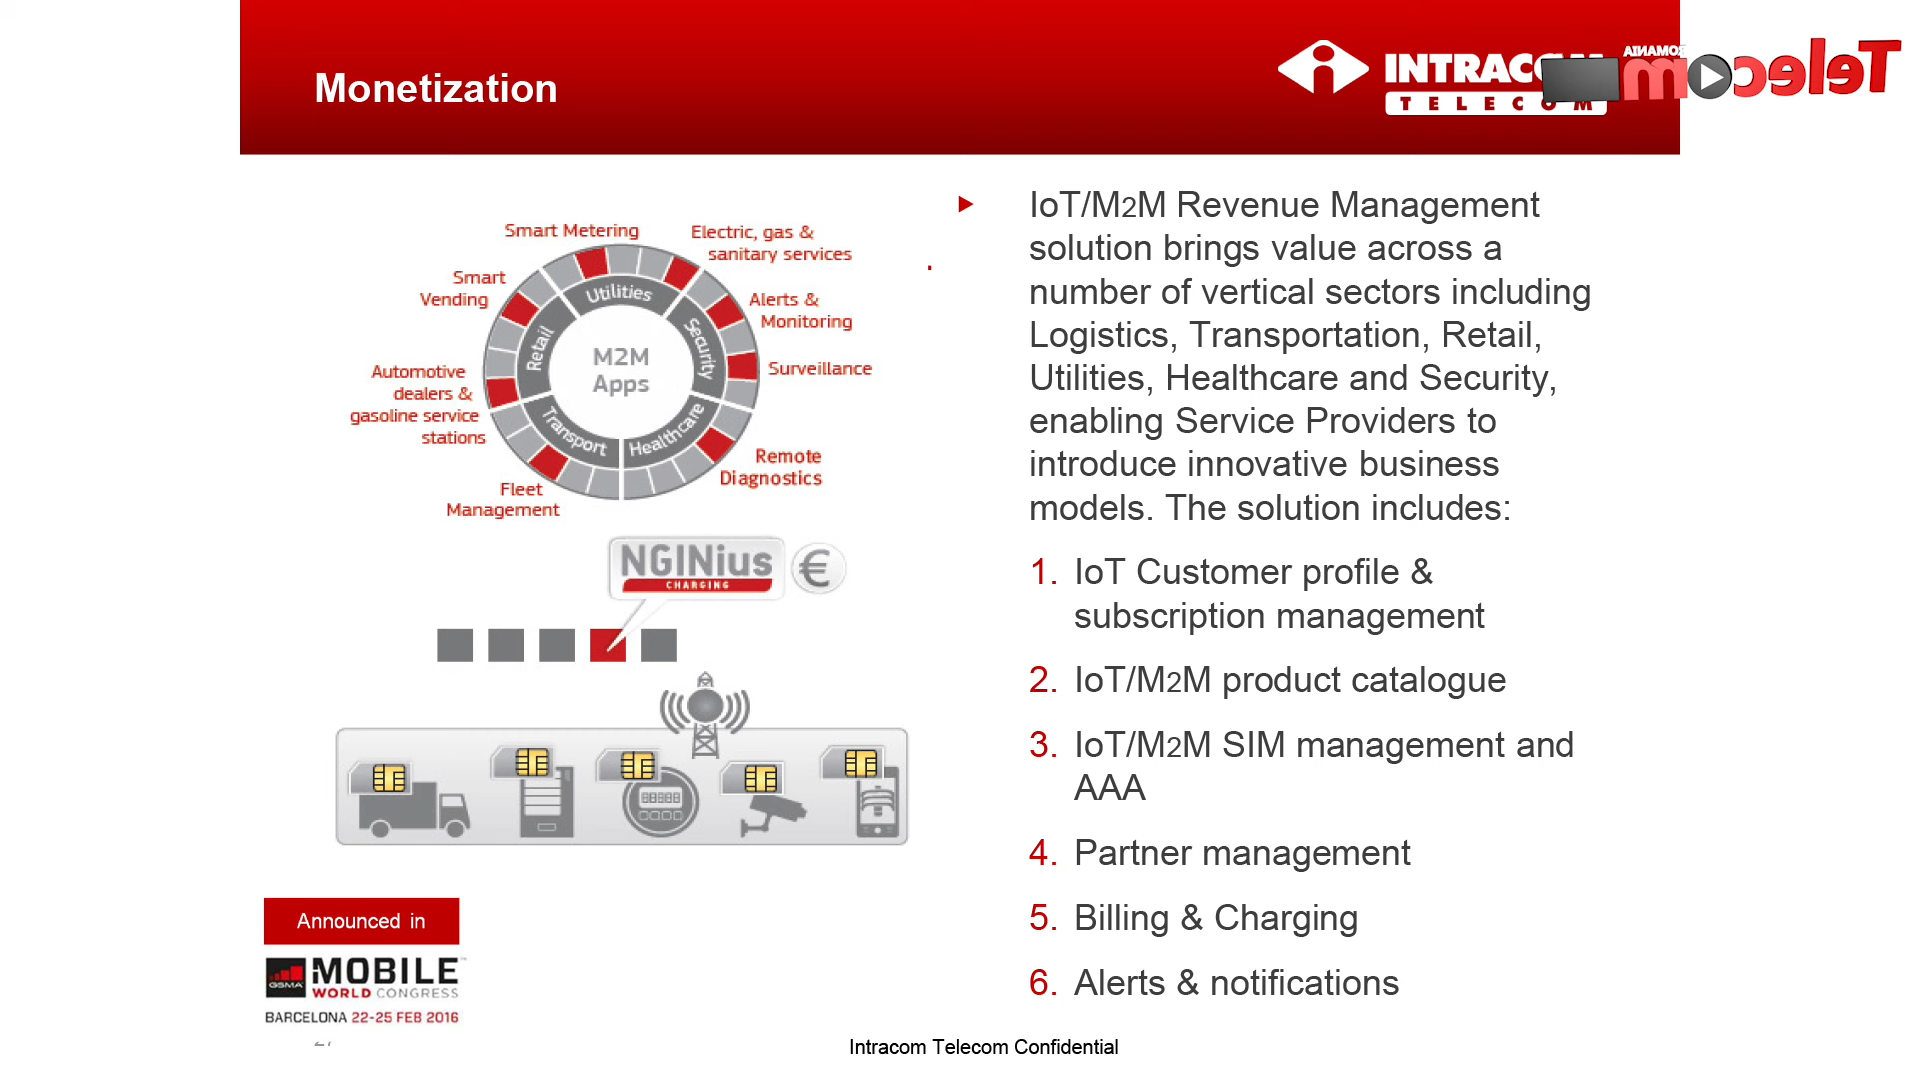 Monetization
INTRACOM
TELECOM
ROMANIA
Telecom
Smart Metering
Electric, gas &
sanitary services
Smart
Vending
Alerts &
Monitoring
Surveillance
Automotive
dealers &
gasoline service
stations
Remote
Diagnostics
Fleet
Management
Utilities
Security
Healthcare
Transport
Retail
M2M
Apps
NGINius
CHARGING
€
Announced in
GSMA
MOBILE
WORLD CONGRESS
BARCELONA 22-25 FEB 2016
IoT/M2M Revenue Management
solution brings value across a
number of vertical sectors including
Logistics, Transportation, Retail,
Utilities, Healthcare and Security,
enabling Service Providers to
introduce innovative business
models. The solution includes:
1. IoT Customer profile &
subscription management
2. IoT/M2M product catalogue
3. IoT/M2M SIM management and
AAA
4. Partner management
5. Billing & Charging
6. Alerts & notifications
Intracom Telecom Confidential